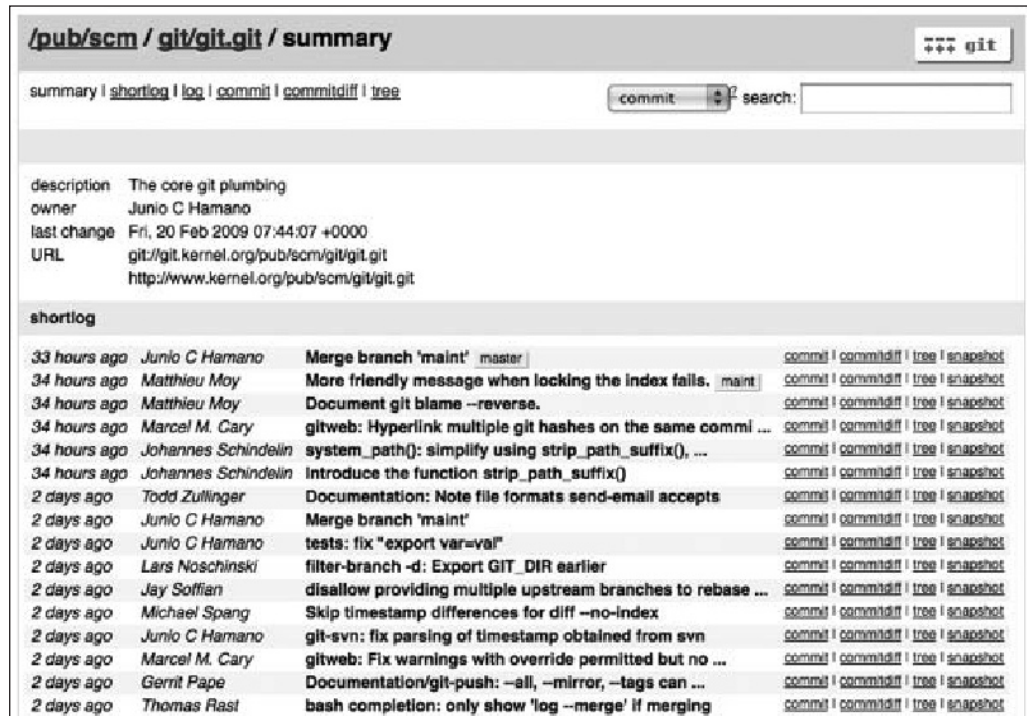 /pub/scm / git/git.git / summary
git
summary | shortlog | log | commit | commitdiff | tree
commit ? search:
description The core git plumbing
owner Junio C Hamano
last change Fri, 20 Feb 2009 07:44:07 +0000
URL git://git.kernel.org/pub/scm/git/git.git
http://www.kernel.org/pub/scm/git/git.git
shortlog
33 hours ago Junio C Hamano Merge branch 'maint' master commit | commitdiff | tree | snapshot
34 hours ago Matthieu Moy More friendly message when locking the index fails. maint commit | commitdiff | tree | snapshot
34 hours ago Matthieu Moy Document git blame --reverse. commit | commitdiff | tree | snapshot
34 hours ago Marcel M. Cary gitweb: Hyperlink multiple git hashes on the same commi ... commit | commitdiff | tree | snapshot
34 hours ago Johannes Schindelin system_path(): simplify using strip_path_suffix(), ... commit | commitdiff | tree | snapshot
34 hours ago Johannes Schindelin Introduce the function strip_path_suffix() commit | commitdiff | tree | snapshot
2 days ago Todd Zullinger Documentation: Note file formats send-email accepts commit | commitdiff | tree | snapshot
2 days ago Junio C Hamano Merge branch 'maint' commit | commitdiff | tree | snapshot
2 days ago Junio C Hamano tests: fix "export var=val" commit | commitdiff | tree | snapshot
2 days ago Lars Noschinski filter-branch -d: Export GIT_DIR earlier commit | commitdiff | tree | snapshot
2 days ago Jay Soffian disallow providing multiple upstream branches to rebase ... commit | commitdiff | tree | snapshot
2 days ago Michael Spang Skip timestamp differences for diff --no-index commit | commitdiff | tree | snapshot
2 days ago Junio C Hamano git-svn: fix parsing of timestamp obtained from svn commit | commitdiff | tree | snapshot
2 days ago Marcel M. Cary gitweb: Fix warnings with override permitted but no ... commit | commitdiff | tree | snapshot
2 days ago Gerrit Pape Documentation/git-push: --all, --mirror, --tags can ... commit | commitdiff | tree | snapshot
2 days ago Thomas Rast bash completion: only show 'log --merge' if merging commit | commitdiff | tree | snapshot